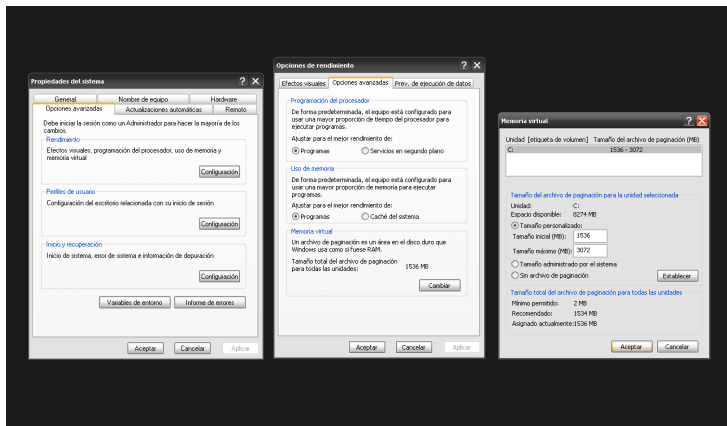 Propiedades del sistema
General Nombre de equipo Hardware
Opciones avanzadas Actualizaciones automáticas Remoto
Debe iniciar la sesión como un Administrador para hacer la mayoría de los
cambios.
Rendimiento
Efectos visuales, programación del procesador, uso de memoria y
memoria virtual
Configuración
Perfiles de usuario
Configuración del escritorio relacionada con su inicio de sesión
Configuración
Inicio y recuperación
Inicio de sistema, error de sistema e información de depuración
Configuración
Variables de entorno Informe de errores
Aceptar Cancelar Aplicar
Opciones de rendimiento
Efectos visuales Opciones avanzadas Prev. de ejecución de datos
Programación del procesador
De forma predeterminada, el equipo está configurado para
usar una mayor proporción de tiempo del procesador para
ejecutar programas.
Ajustar para el mejor rendimiento de:
Programas Servicios en segundo plano
Uso de memoria
De forma predeterminada, el equipo está configurado para
usar una mayor proporción de memoria para ejecutar
programas.
Ajustar para el mejor rendimiento de:
Programas Caché del sistema
Memoria virtual
Un archivo de paginación es un área en el disco duro que
Windows usa como si fuese RAM.
Tamaño total del archivo de paginación
para todas las unidades: 1536 MB
Cambiar
Aceptar Cancelar Aplicar
Memoria virtual
Unidad [etiqueta de volumen] Tamaño del archivo de paginación (MB)
C: 1536 - 3072
Tamaño del archivo de paginación para la unidad seleccionada
Unidad: C:
Espacio disponible: 8274 MB
Tamaño personalizado:
Tamaño inicial (MB): 1536
Tamaño máximo (MB): 3072
Tamaño administrado por el sistema
Sin archivo de paginación Establecer
Tamaño total del archivo de paginación para todas las unidades
Mínimo permitido: 2 MB
Recomendado: 1534 MB
Asignado actualmente:1536 MB
Aceptar Cancelar